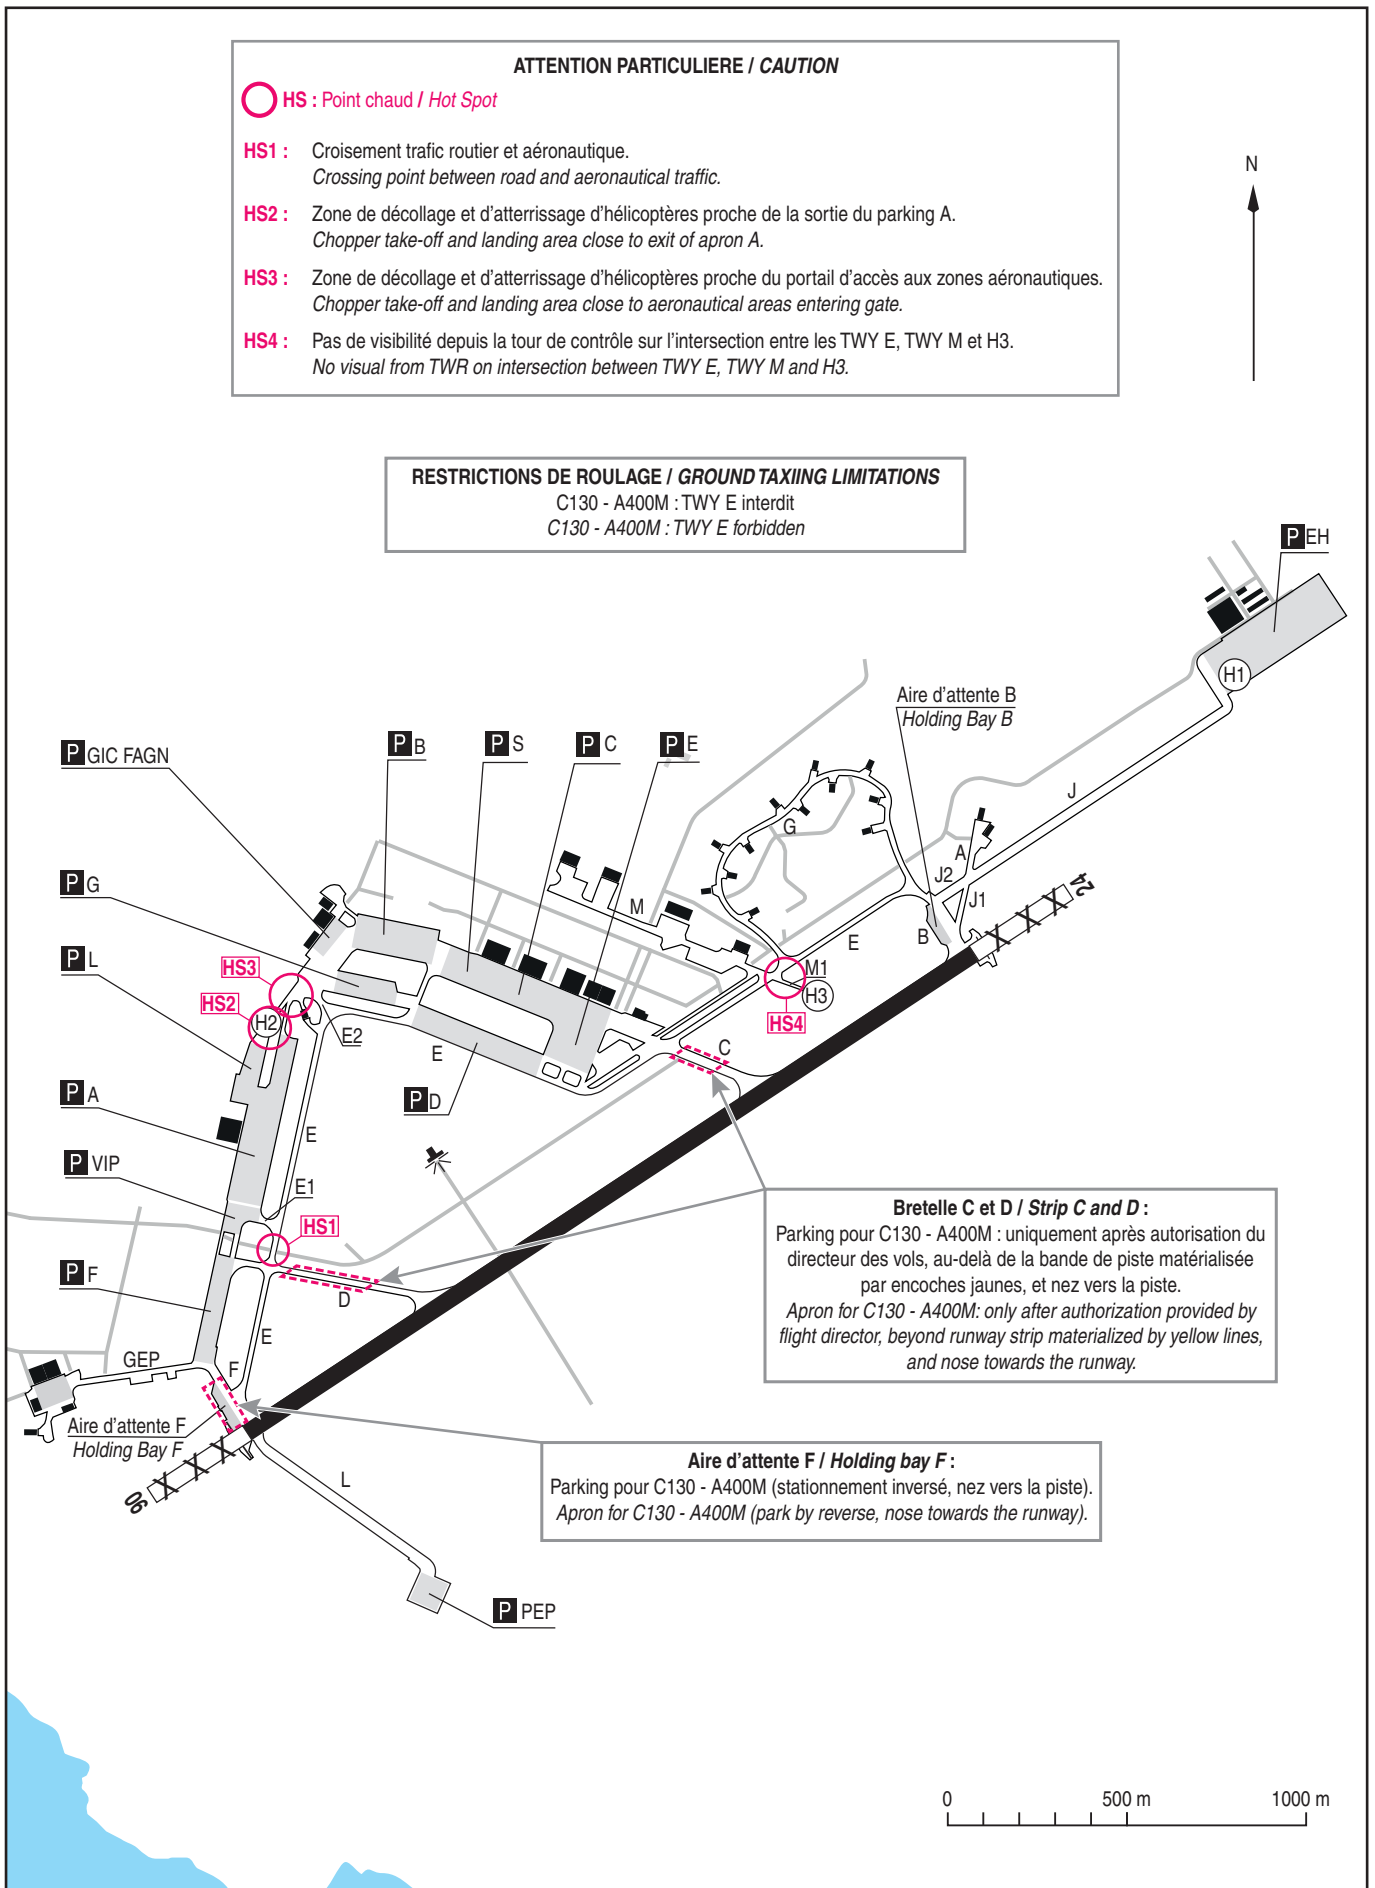 ATTENTION PARTICULIERE / CAUTION
HS : Point chaud / Hot Spot
HS1 : Croisement trafic routier et aéronautique.
Crossing point between road and aeronautical traffic.
HS2 : Zone de décollage et d'atterrissage d'hélicoptères proche de la sortie du parking A.
Chopper take-off and landing area close to exit of apron A.
HS3 : Zone de décollage et d'atterrissage d'hélicoptères proche du portail d'accès aux zones aéronautiques.
Chopper take-off and landing area close to aeronautical areas entering gate.
HS4 : Pas de visibilité depuis la tour de contrôle sur l'intersection entre les TWY E, TWY M et H3.
No visual from TWR on intersection between TWY E, TWY M and H3.
N
RESTRICTIONS DE ROULAGE / GROUND TAXIING LIMITATIONS
C130 - A400M : TWY E interdit
C130 - A400M : TWY E forbidden
P EH
H1
Aire d'attente B
Holding Bay B
P GIC FAGN
P B
P S
P C
P E
J
G
A
J2
J1
24
P G
M
E
B
P L
HS3
HS2
H2
M1
H3
HS4
E2
E
C
P A
P D
E
P VIP
E1
HS1
Bretelle C et D / Strip C and D :
Parking pour C130 - A400M : uniquement après autorisation du
directeur des vols, au-delà de la bande de piste matérialisée
par encoches jaunes, et nez vers la piste.
Apron for C130 - A400M: only after authorization provided by
flight director, beyond runway strip materialized by yellow lines,
and nose towards the runway.
P F
D
E
GEP
F
Aire d'attente F
Holding Bay F
06
Aire d'attente F / Holding bay F :
Parking pour C130 - A400M (stationnement inversé, nez vers la piste).
Apron for C130 - A400M (park by reverse, nose towards the runway).
L
P PEP
0 500 m 1000 m